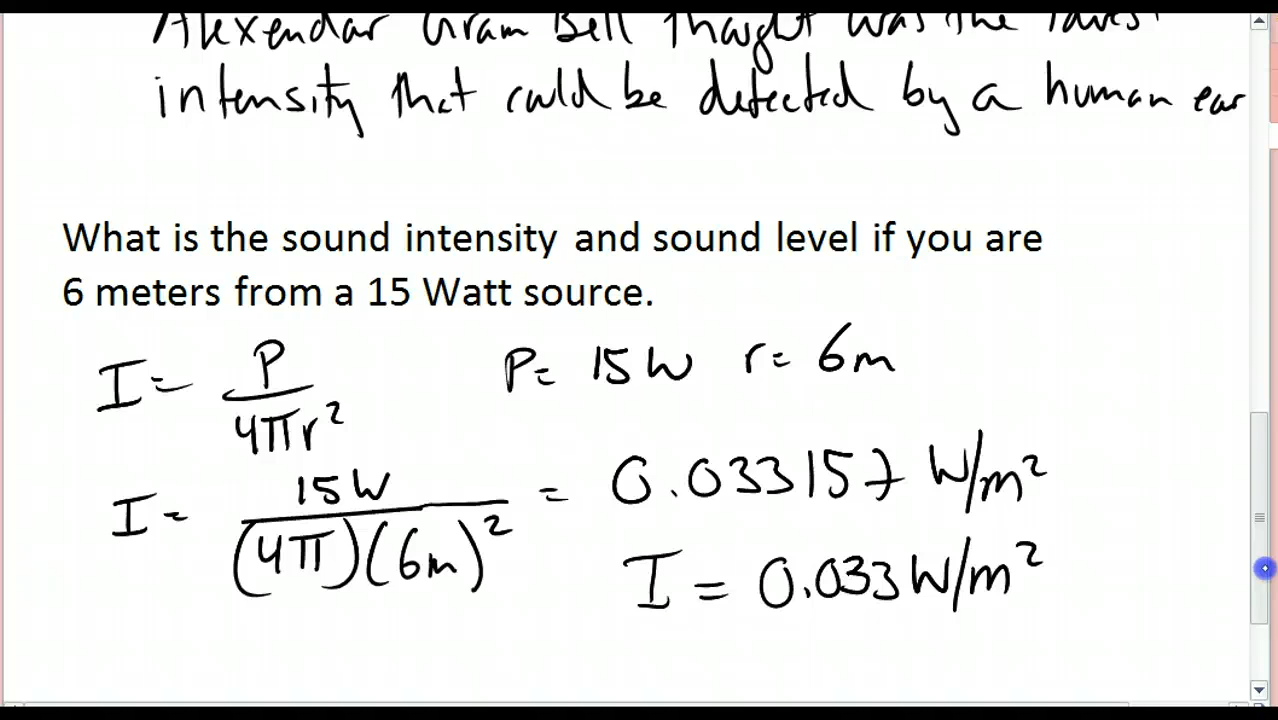 Alexendar Gram Bell thought was the
intensity that could be detected by a human ear
What is the sound intensity and sound level if you are
6 meters from a 15 Watt source.
I = P / 4πr² P = 15W r = 6m
I = 15W / (4π)(6m)² = 0.033157 W/m²
I = 0.033 W/m²